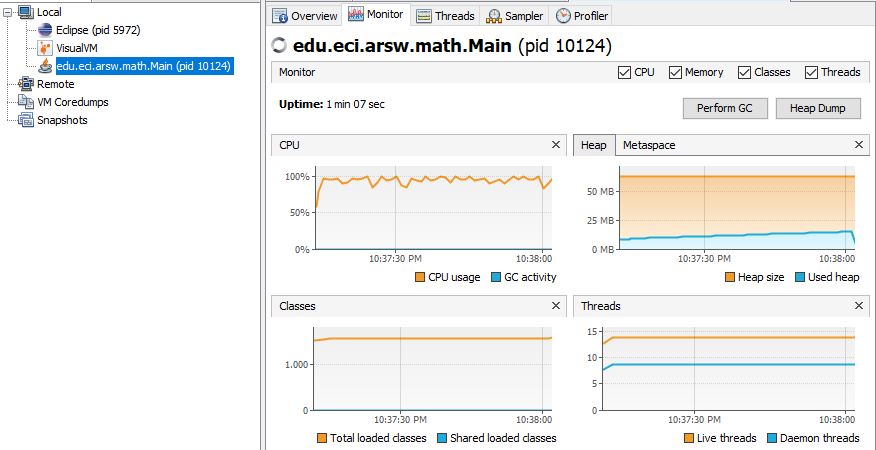 Local
Eclipse (pid 5972)
VisualVM
edu.eci.arsw.math.Main (pid 10124)
Remote
VM Coredumps
Snapshots
Overview Monitor Threads Sampler Profiler
edu.eci.arsw.math.Main (pid 10124)
Monitor CPU Memory Classes Threads
Uptime: 1 min 07 sec Perform GC Heap Dump
CPU
100%
50%
0%
10:37:30 PM 10:38:00
CPU usage GC activity
Heap Metaspace
50 MB
25 MB
0 MB
10:37:30 PM 10:38:00
Heap size Used heap
Classes
1.000
0
10:37:30 PM 10:38:00
Total loaded classes Shared loaded classes
Threads
15
10
5
0
10:37:30 PM 10:38:00
Live threads Daemon threads